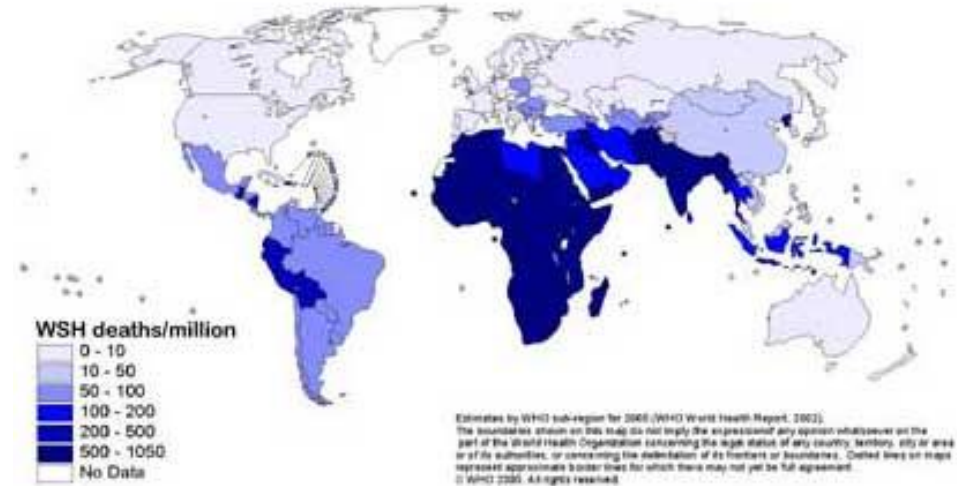 WSH deaths/million
0 - 10
10 - 50
50 - 100
100 - 200
200 - 500
500 - 1050
No Data
Estimates by WHO sub-region for 2000 (WHO World Health Report, 2002).
The boundaries shown on this map do not imply the expression of any opinion whatsoever on the
part of the World Health Organization concerning the legal status of any country, territory, city or area
or of its authorities, or concerning the delimitation of its frontiers or boundaries. Dotted lines on maps
represent approximate border lines for which there may not yet be full agreement.
© WHO All rights reserved.